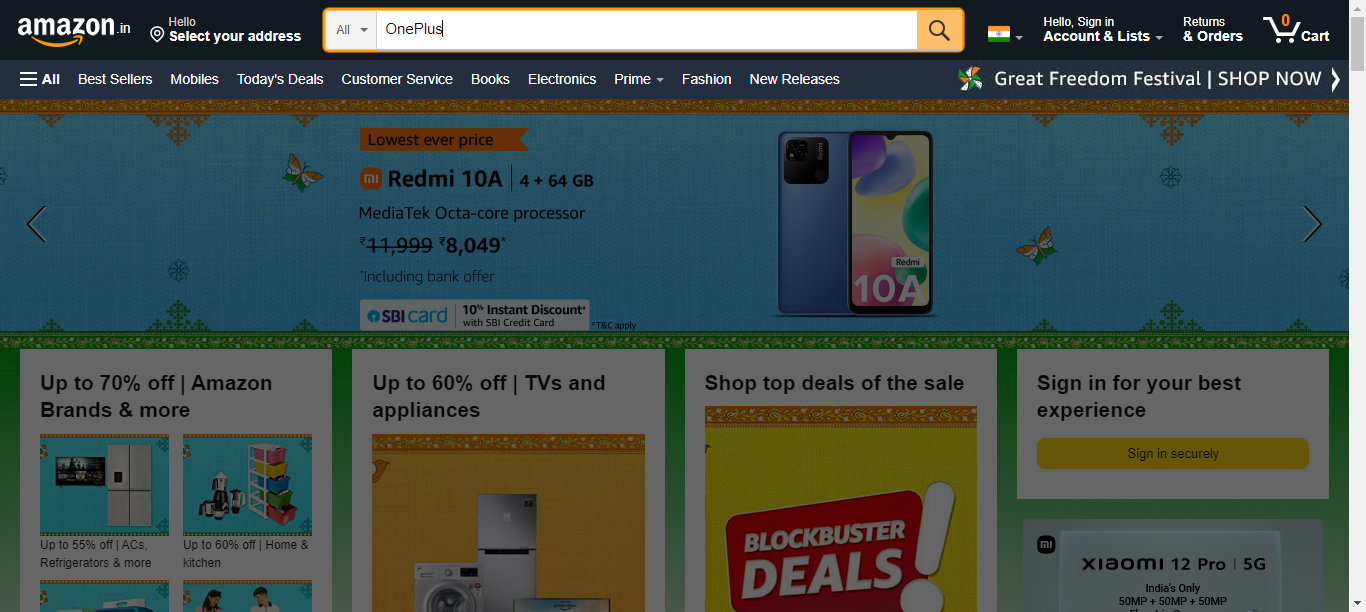 amazon.in
Hello
Select your address
All
OnePlus
Hello, Sign in
Account & Lists
Returns
& Orders
0
Cart
All
Best Sellers
Mobiles
Today's Deals
Customer Service
Books
Electronics
Prime
Fashion
New Releases
Great Freedom Festival | SHOP NOW
Lowest ever price
mi Redmi 10A | 4 + 64 GB
MediaTek Octa-core processor
₹11,999 ₹8,049*
*Including bank offer
SBI card
10% Instant Discount*
with SBI Credit Card
*T&C apply
Redmi
Redmi
10A
Up to 70% off | Amazon
Brands & more
Up to 55% off | ACs,
Refrigerators & more
Up to 60% off | Home &
kitchen
Up to 60% off | TVs and
appliances
Shop top deals of the sale
BLOCKBUSTER
DEALS!
Sign in for your best
experience
Sign in securely
mi
XIAOMI 12 Pro | 5G
India's Only
50MP + 50MP + 50MP